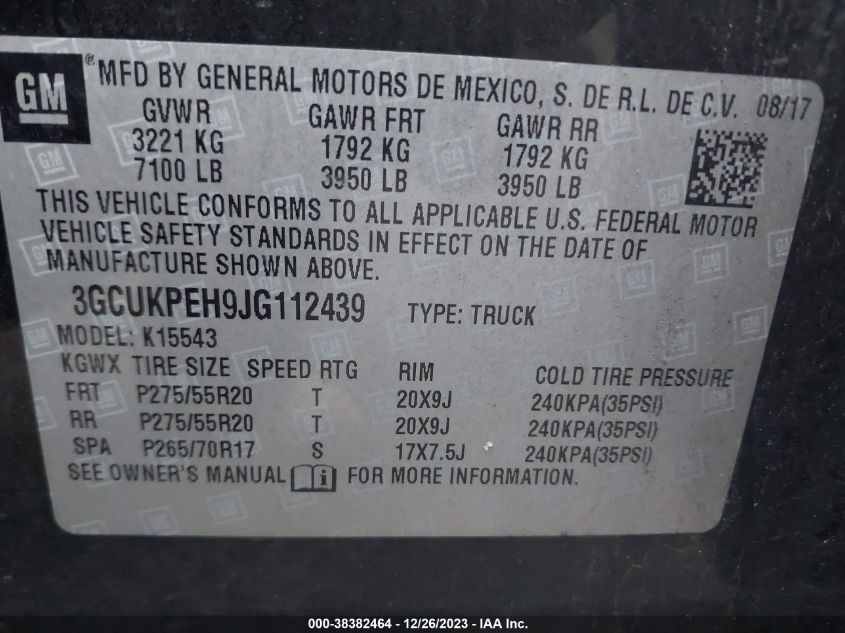 GM
® MFD BY GENERAL MOTORS DE MEXICO, S. DE R.L. DE C.V. 08/17
GVWR GAWR FRT GAWR RR
3221 KG 1792 KG 1792 KG
7100 LB 3950 LB 3950 LB
THIS VEHICLE CONFORMS TO ALL APPLICABLE U.S. FEDERAL MOTOR
VEHICLE SAFETY STANDARDS IN EFFECT ON THE DATE OF
MANUFACTURE SHOWN ABOVE.
3GCUKPEH9JG112439 TYPE: TRUCK
MODEL: K15543
KGWX TIRE SIZE SPEED RTG RIM COLD TIRE PRESSURE
FRT P275/55R20 T 20X9J 240KPA(35PSI)
RR P275/55R20 T 20X9J 240KPA(35PSI)
SPA P265/70R17 S 17X7.5J 240KPA(35PSI)
SEE OWNER'S MANUAL FOR MORE INFORMATION.
000-38382464 - 12/26/2023 - IAA Inc.